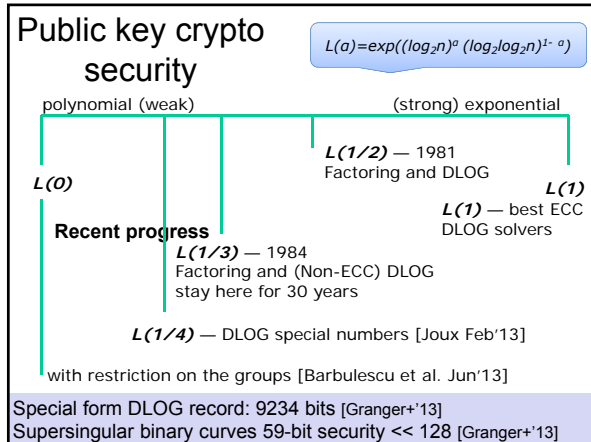 Public key crypto
security
L(a)=exp((log2n)^a (log2log2n)^1- a)
polynomial (weak)
(strong) exponential
L(0)
L(1/2) — 1981
Factoring and DLOG
L(1)
L(1) — best ECC
DLOG solvers
Recent progress
L(1/3) — 1984
Factoring and (Non-ECC) DLOG
stay here for 30 years
L(1/4) — DLOG special numbers [Joux Feb'13]
with restriction on the groups [Barbulescu et al. Jun'13]
Special form DLOG record: 9234 bits [Granger+'13]
Supersingular binary curves 59-bit security << 128 [Granger+'13]